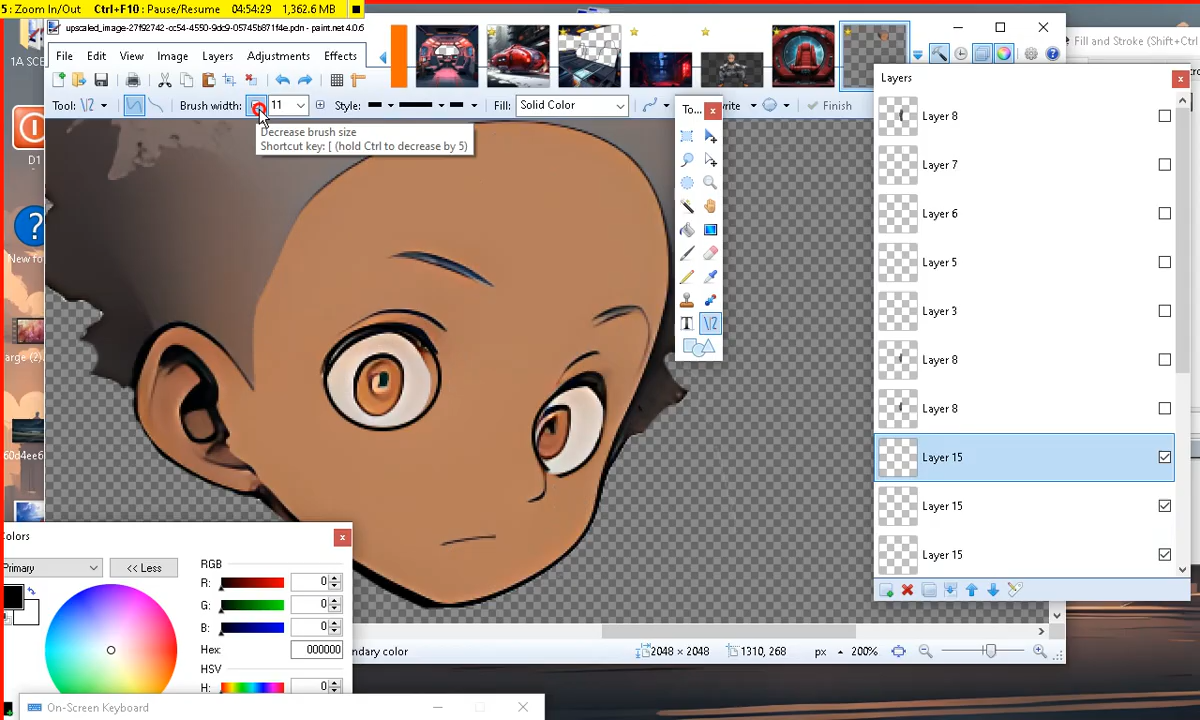 5: Zoom In/Out Ctrl+F10: Pause/Resume 04:54:29 1,362.6 MB
upscaled_image-27f92742-cc54-4550-9dc9-05745b871f4e.pdn - paint.net 4.0.6
File Edit View Image Layers Adjustments Effects
Tool: Brush width: 11 Style: Fill: Solid Color Finish
Decrease brush size
Shortcut key: [ (hold Ctrl to decrease by 5)
To...
Fill and Stroke (Shift+Ctrl
1A SCE
D1
New fo
arge (2)
60d4ee6
Layers
Layer 8
Layer 7
Layer 6
Layer 5
Layer 3
Layer 8
Layer 8
Layer 15
Layer 15
Layer 15
olors
Primary
<< Less
RGB
R: 0
G: 0
B: 0
Hex: 000000
HSV
H: 0
ndary color
2048 × 2048
1310, 268
px
200%
On-Screen Keyboard